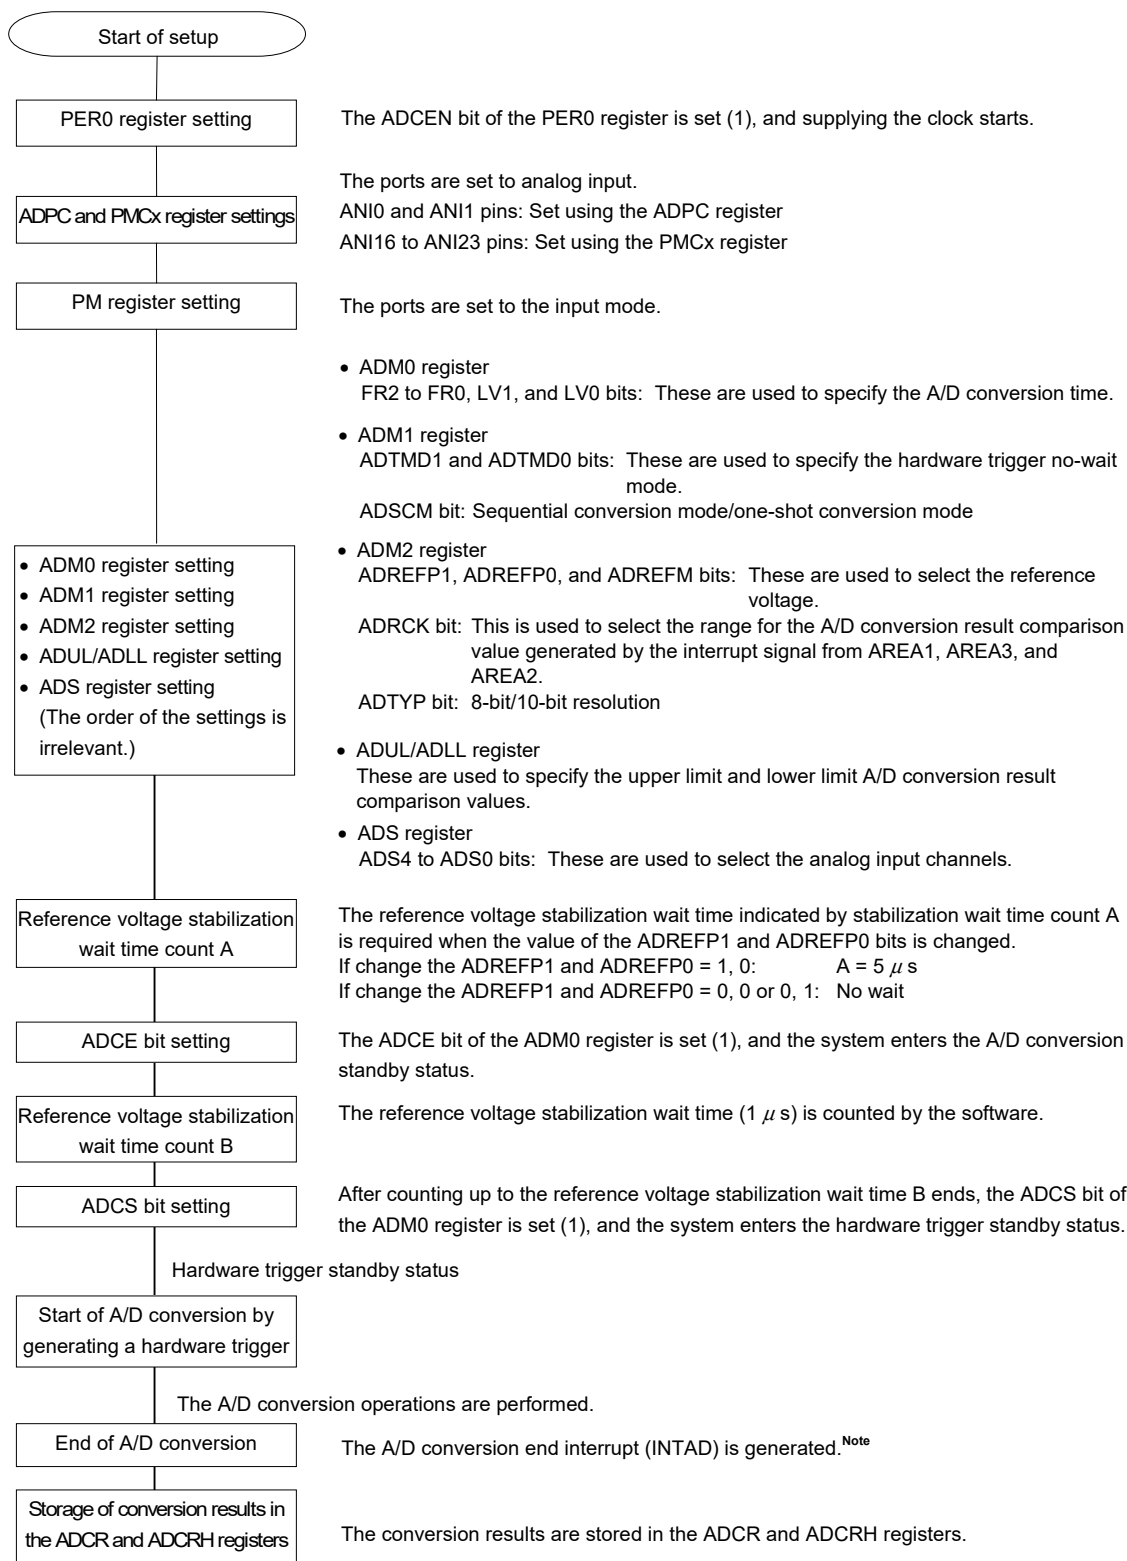 Start of setup
PER0 register setting
The ADCEN bit of the PER0 register is set (1), and supplying the clock starts.
The ports are set to analog input.
ADPC and PMCx register settings
ANI0 and ANI1 pins: Set using the ADPC register
ANI16 to ANI23 pins: Set using the PMCx register
PM register setting
The ports are set to the input mode.
• ADM0 register
FR2 to FR0, LV1, and LV0 bits: These are used to specify the A/D conversion time.
• ADM1 register
ADTMD1 and ADTMD0 bits: These are used to specify the hardware trigger no-wait
mode.
ADSCM bit: Sequential conversion mode/one-shot conversion mode
• ADM0 register setting
• ADM1 register setting
• ADM2 register setting
• ADUL/ADLL register setting
• ADS register setting
(The order of the settings is
irrelevant.)
• ADM2 register
ADREFP1, ADREFP0, and ADREFM bits: These are used to select the reference
voltage.
ADRCK bit: This is used to select the range for the A/D conversion result comparison
value generated by the interrupt signal from AREA1, AREA3, and
AREA2.
ADTYP bit: 8-bit/10-bit resolution
• ADUL/ADLL register
These are used to specify the upper limit and lower limit A/D conversion result
comparison values.
• ADS register
ADS4 to ADS0 bits: These are used to select the analog input channels.
Reference voltage stabilization
wait time count A
The reference voltage stabilization wait time indicated by stabilization wait time count A
is required when the value of the ADREFP1 and ADREFP0 bits is changed.
If change the ADREFP1 and ADREFP0 = 1, 0: A = 5 μ s
If change the ADREFP1 and ADREFP0 = 0, 0 or 0, 1: No wait
ADCE bit setting
The ADCE bit of the ADM0 register is set (1), and the system enters the A/D conversion
standby status.
Reference voltage stabilization
wait time count B
The reference voltage stabilization wait time (1 μ s) is counted by the software.
ADCS bit setting
After counting up to the reference voltage stabilization wait time B ends, the ADCS bit of
the ADM0 register is set (1), and the system enters the hardware trigger standby status.
Hardware trigger standby status
Start of A/D conversion by
generating a hardware trigger
The A/D conversion operations are performed.
End of A/D conversion
The A/D conversion end interrupt (INTAD) is generated.Note
Storage of conversion results in
the ADCR and ADCRH registers
The conversion results are stored in the ADCR and ADCRH registers.